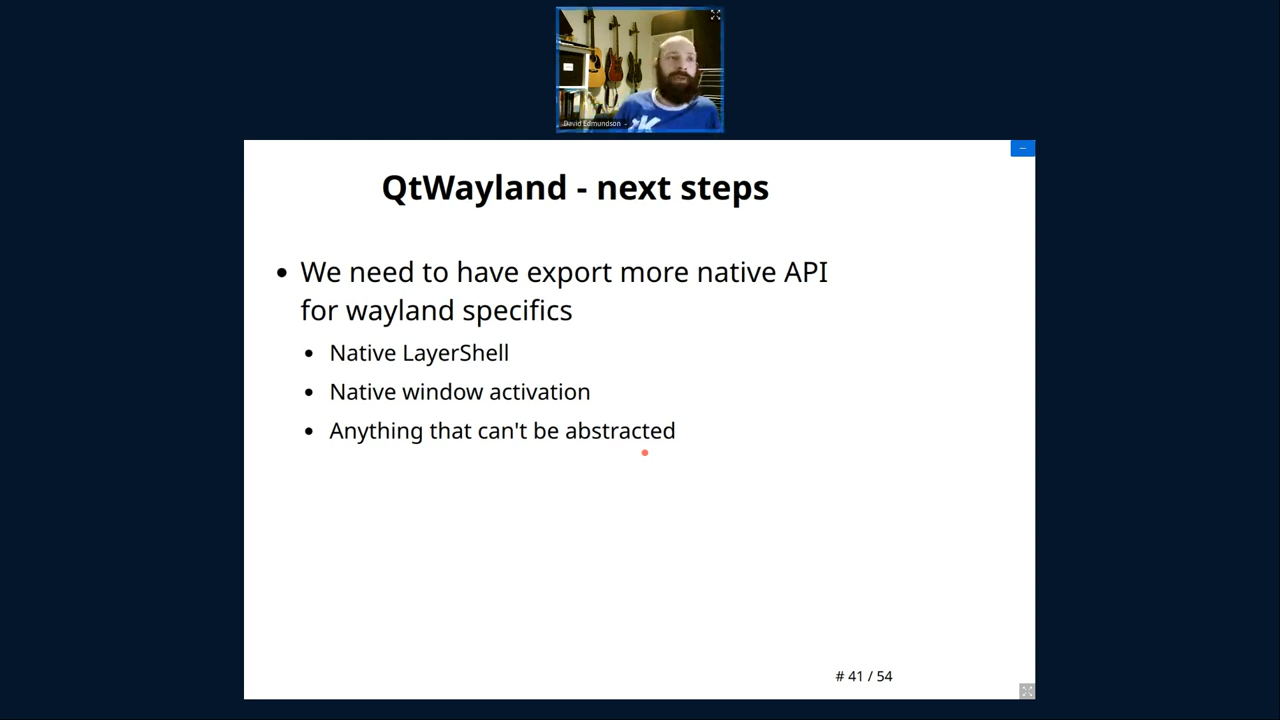 David Edmundson
QtWayland - next steps
We need to have export more native API
for wayland specifics
Native LayerShell
Native window activation
Anything that can't be abstracted
# 41 / 54